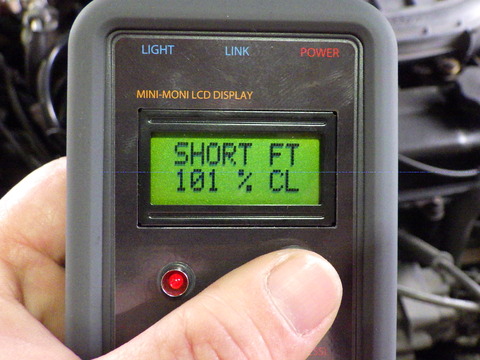 LIGHT LINK POWER
MINI-MONI LCD DISPLAY
SHORT FT
101 % CL